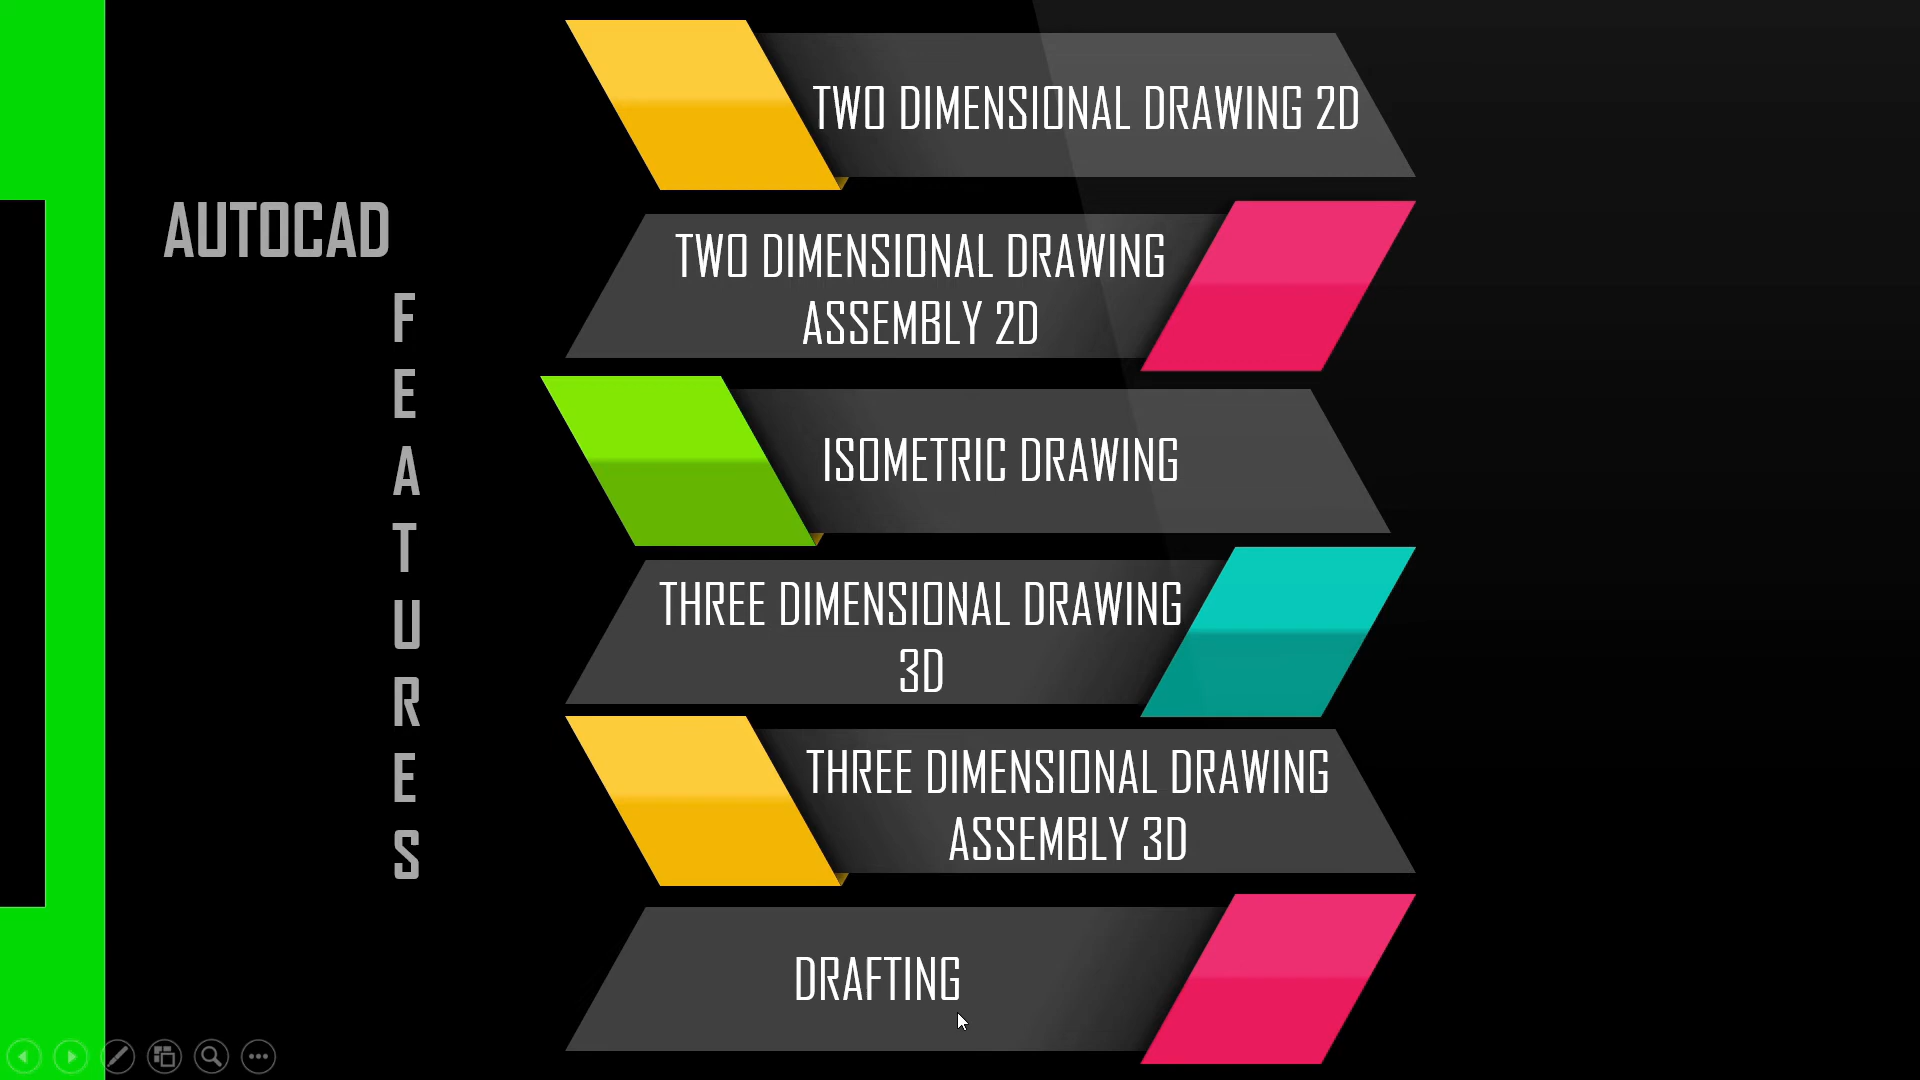 AUTOCAD
FEATURES
TWO DIMENSIONAL DRAWING 2D
TWO DIMENSIONAL DRAWING
ASSEMBLY 2D
ISOMETRIC DRAWING
THREE DIMENSIONAL DRAWING
3D
THREE DIMENSIONAL DRAWING
ASSEMBLY 3D
DRAFTING